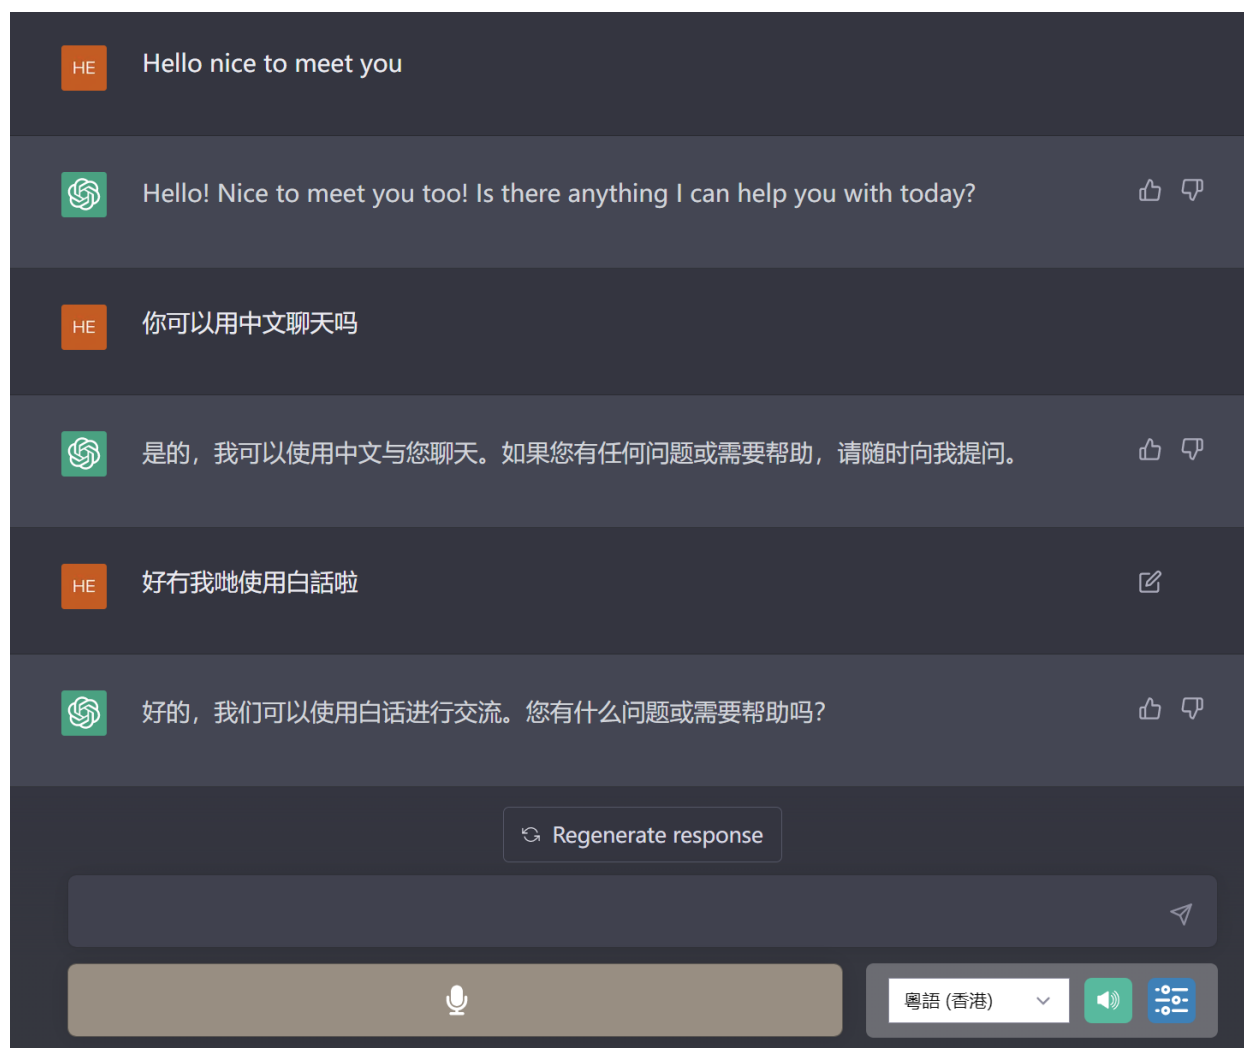 HE
Hello nice to meet you
Hello! Nice to meet you too! Is there anything I can help you with today?
HE
你可以用中文聊天吗
是的，我可以使用中文与您聊天。如果您有任何问题或需要帮助，请随时向我提问。
HE
好冇我哋使用白話啦
好的，我们可以使用白话进行交流。您有什么问题或需要帮助吗？
Regenerate response
粵語 (香港)